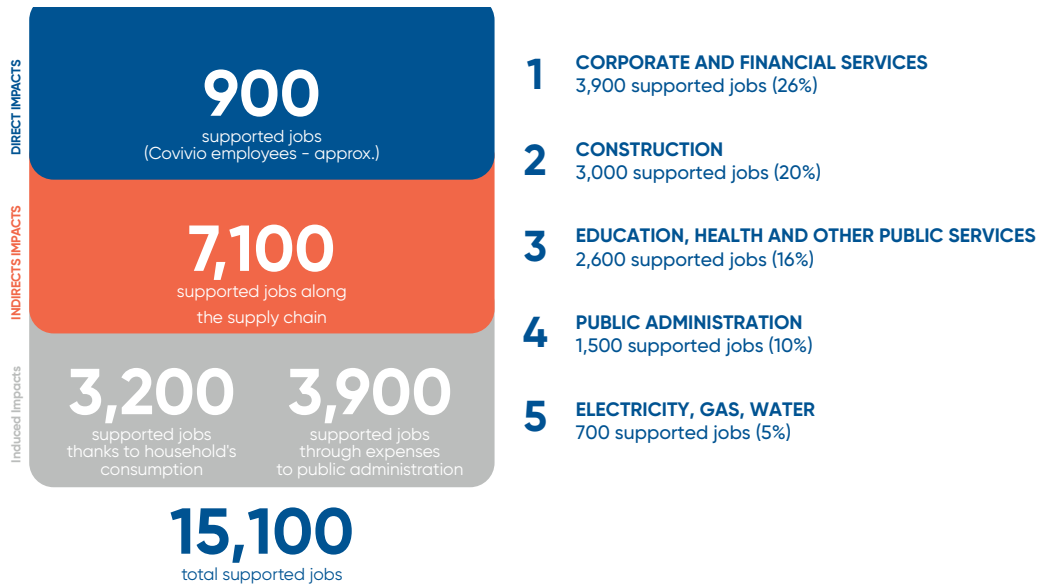 DIRECT IMPACTS
900
supported jobs
(Covivio employees - approx.)
INDIRECTS IMPACTS
7,100
supported jobs along
the supply chain
Induced Impacts
3,200
supported jobs
thanks to household's
consumption
3,900
supported jobs
through expenses
to public administration
15,100
total supported jobs
1
CORPORATE AND FINANCIAL SERVICES
3,900 supported jobs (26%)
2
CONSTRUCTION
3,000 supported jobs (20%)
3
EDUCATION, HEALTH AND OTHER PUBLIC SERVICES
2,600 supported jobs (16%)
4
PUBLIC ADMINISTRATION
1,500 supported jobs (10%)
5
ELECTRICITY, GAS, WATER
700 supported jobs (5%)